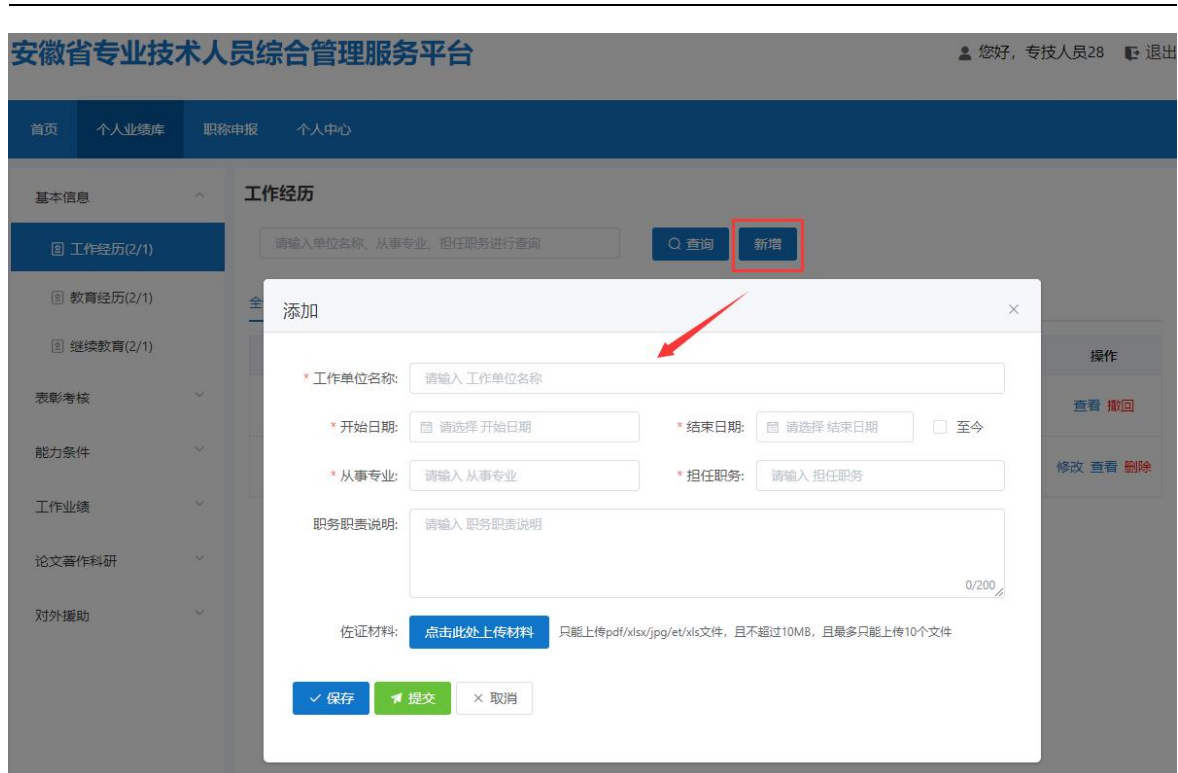 安徽省专业技术人员综合管理服务平台
您好，专技人员28 退出
首页 个人业绩库 职称申报 个人中心
基本信息
工作经历(2/1)
教育经历(2/1)
继续教育(2/1)
表彰考核
能力条件
工作业绩
论文著作科研
对外援助
工作经历
请输入单位名称、从事专业、担任职务进行查询 查询 新增
全
操作
查看 撤回
修改 查看 删除
添加
* 工作单位名称: 请输入 工作单位名称
* 开始日期: 请选择 开始日期 * 结束日期: 请选择 结束日期 至今
* 从事专业: 请输入 从事专业 * 担任职务: 请输入 担任职务
职务职责说明: 请输入 职务职责说明
0/200
佐证材料: 点击此处上传材料 只能上传pdf/xlsx/jpg/et/xls文件，且不超过10MB，且最多只能上传10个文件
保存 提交 取消